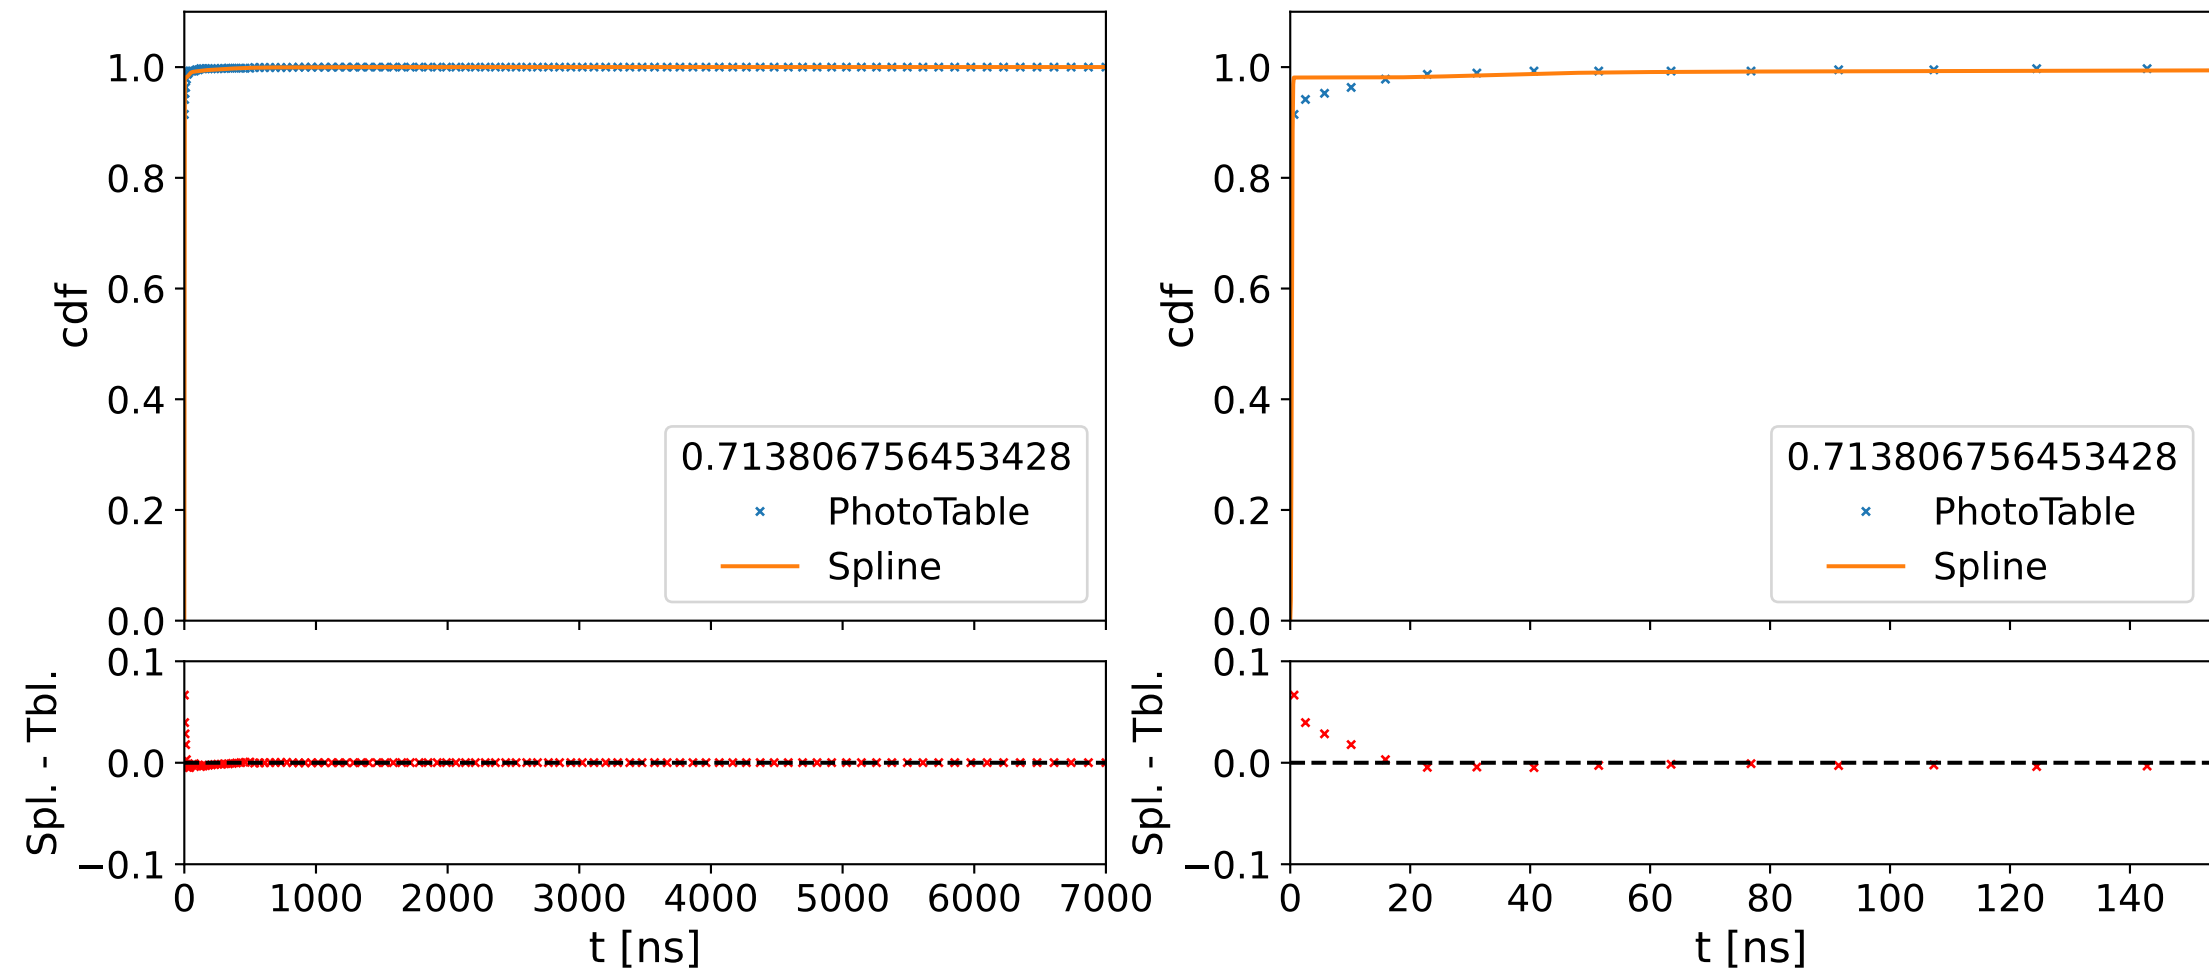 1.0
0.8
0.6
0.4
0.2
0.0
cdf
0.713806756453428
PhotoTable
Spline
0.1
0.0
−0.1
Spl. - Tbl.
0 1000 2000 3000 4000 5000 6000 7000
t [ns]
1.0
0.8
0.6
0.4
0.2
0.0
cdf
0.713806756453428
PhotoTable
Spline
0.1
0.0
−0.1
Spl. - Tbl.
0 20 40 60 80 100 120 140
t [ns]